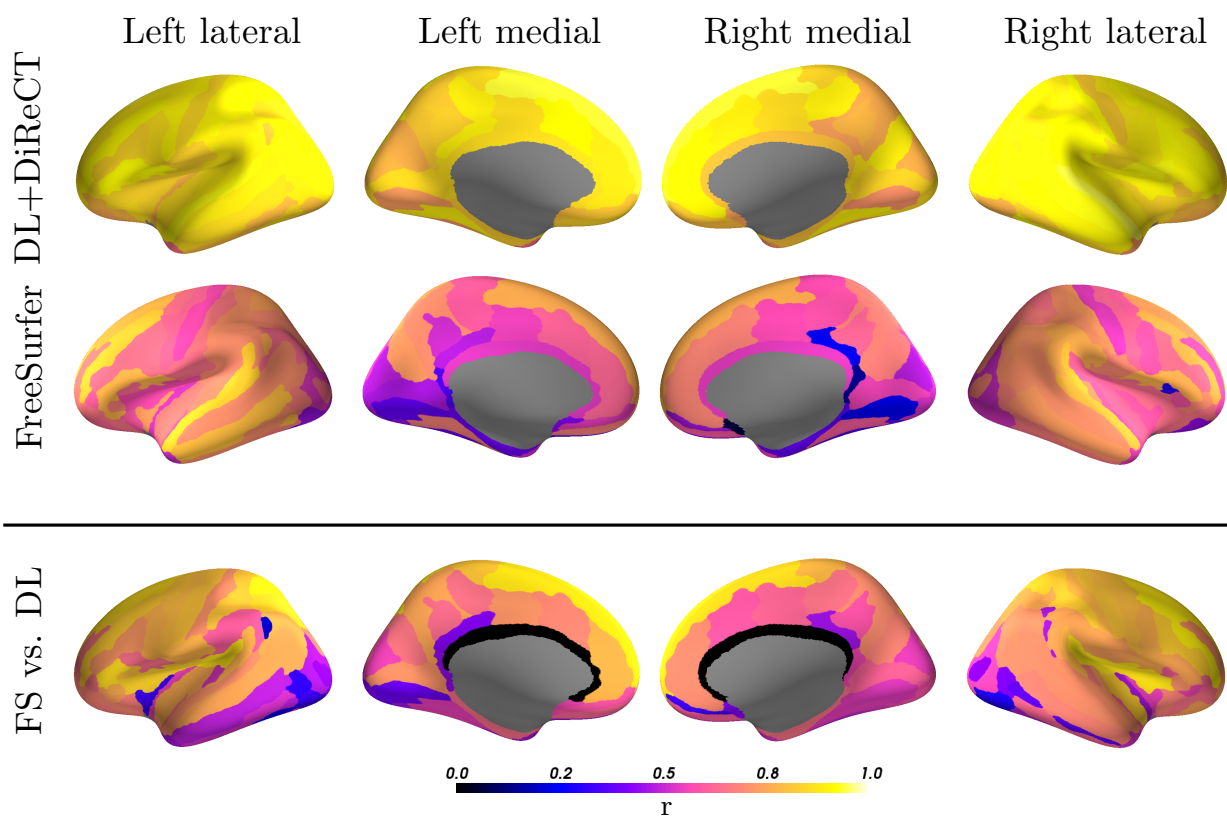 Left lateral
Left medial
Right medial
Right lateral
DL+DiReCT
FreeSurfer
FS vs. DL
0.0 0.2 0.5 0.8 1.0
r